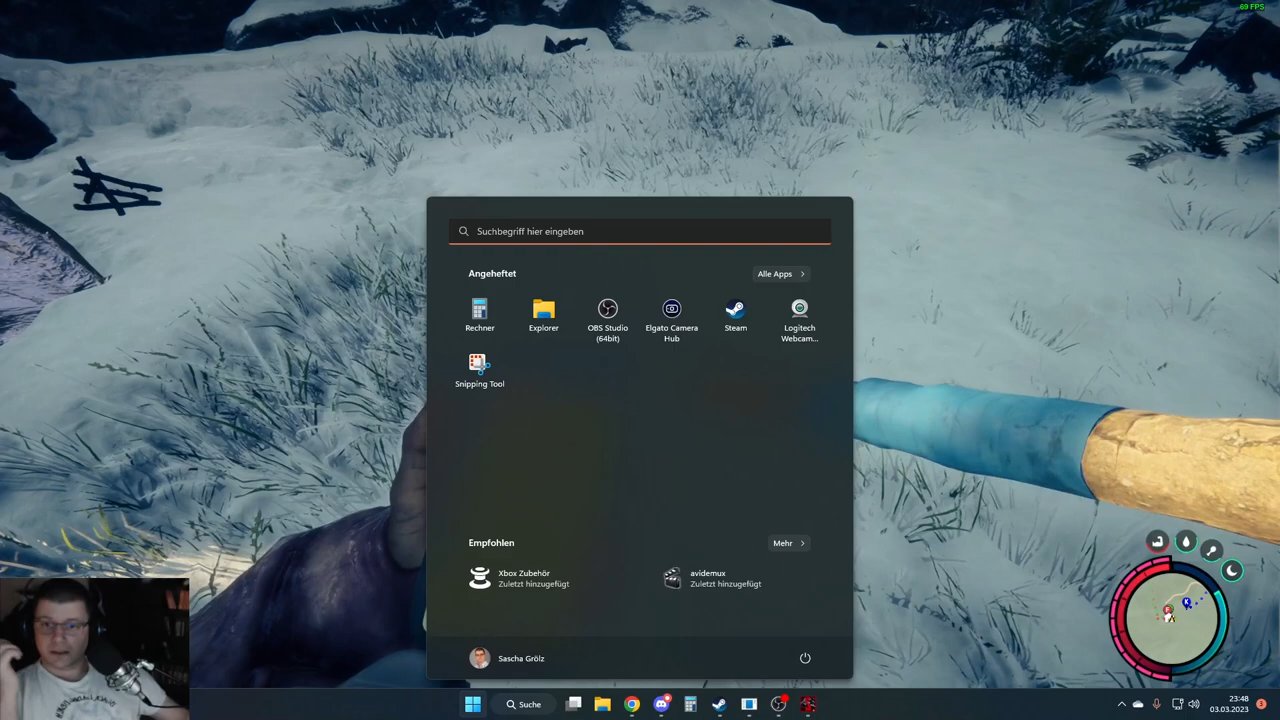 69 FPS
Suchbegriff hier eingeben
Angeheftet
Alle Apps
Rechner
Explorer
OBS Studio
(64bit)
Elgato Camera
Hub
Steam
Logitech
Webcam...
Snipping Tool
Empfohlen
Mehr
Xbox Zubehör
Zuletzt hinzugefügt
avidemux
Zuletzt hinzugefügt
Sascha Grölz
Suche
K
23:48
03.03.2023
3